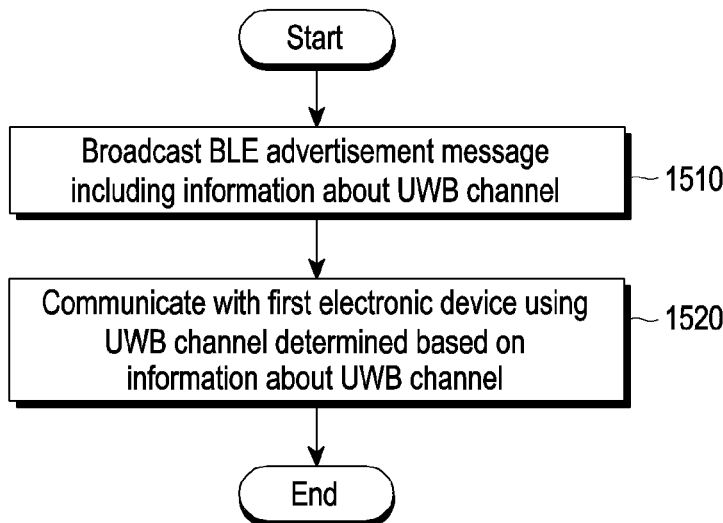 Start
Broadcast BLE advertisement message
including information about UWB channel
1510
Communicate with first electronic device using
UWB channel determined based on
information about UWB channel
1520
End